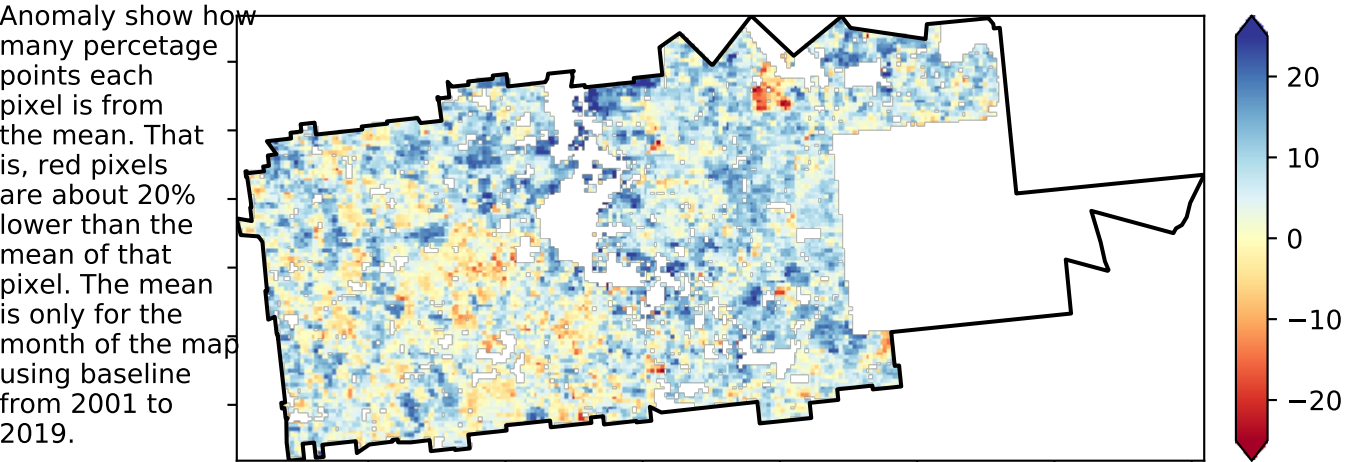 Anomaly show how
many percetage
points each
pixel is from
the mean. That
is, red pixels
are about 20%
lower than the
mean of that
pixel. The mean
is only for the
month of the map
using baseline
from 2001 to
2019.
20
10
0
−10
−20